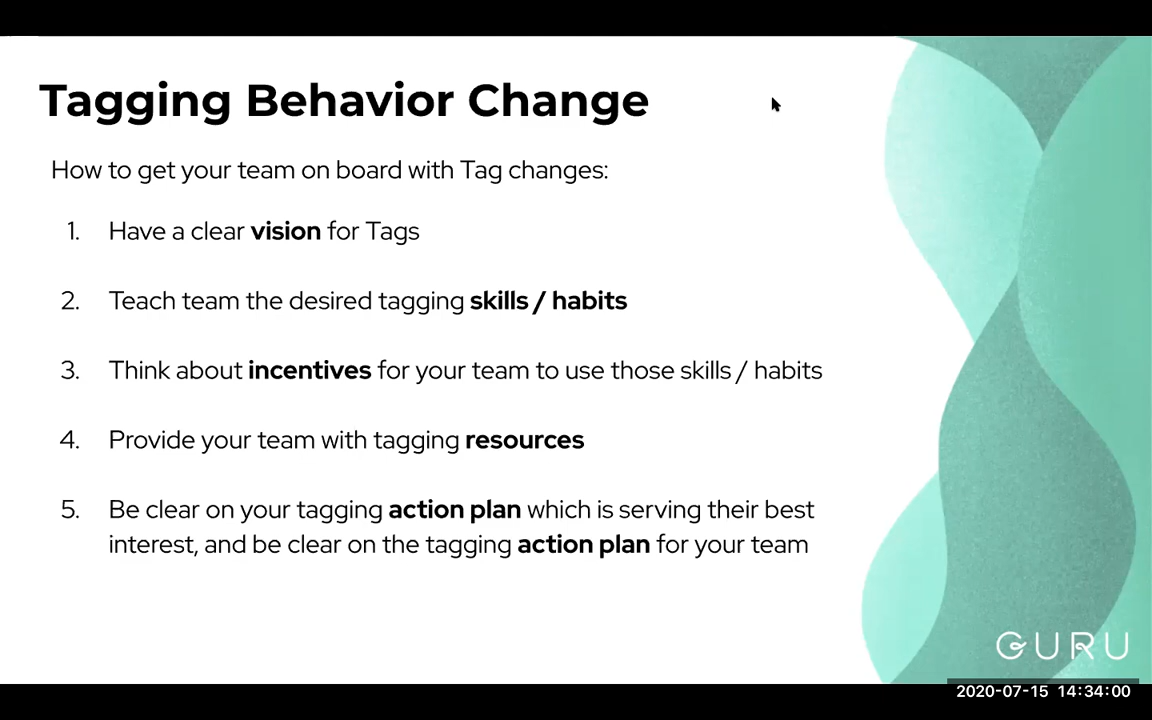 Tagging Behavior Change
How to get your team on board with Tag changes:
1. Have a clear vision for Tags
2. Teach team the desired tagging skills / habits
3. Think about incentives for your team to use those skills / habits
4. Provide your team with tagging resources
5. Be clear on your tagging action plan which is serving their best
interest, and be clear on the tagging action plan for your team
GURU
2020-07-15 14:34:00